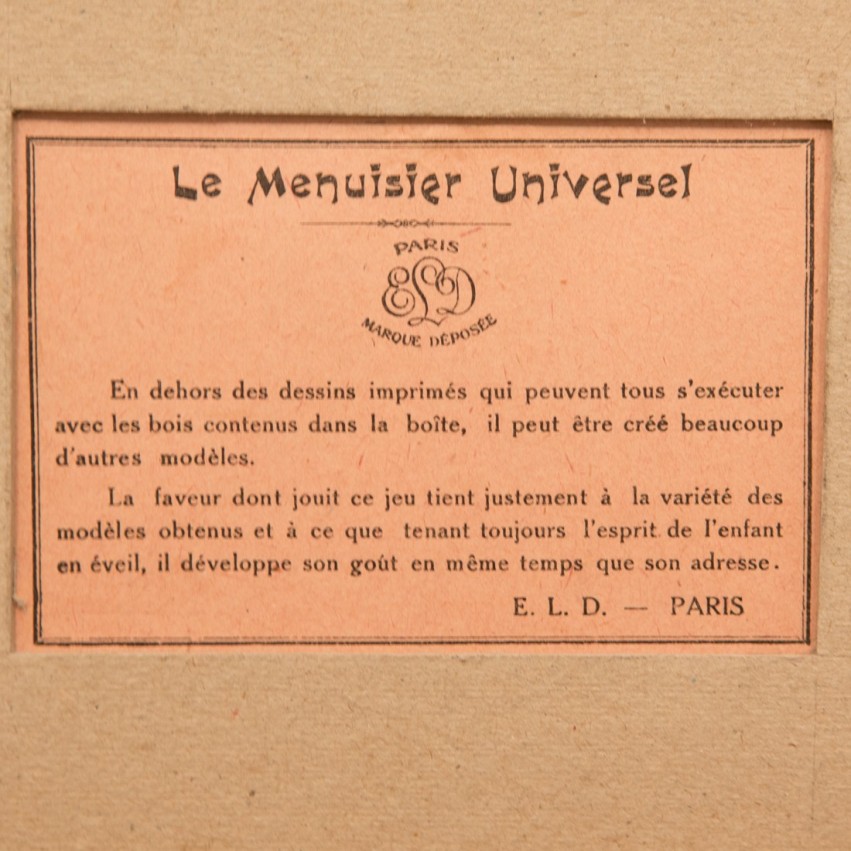 Le Menuisier Universel
PARIS
ELD
MARQUE DÉPOSÉE
En dehors des dessins imprimés qui peuvent tous s'exécuter
avec les bois contenus dans la boîte, il peut être créé beaucoup
d'autres modèles.
La faveur dont jouit ce jeu tient justement à la variété des
modèles obtenus et à ce que tenant toujours l'esprit de l'enfant
en éveil, il développe son goût en même temps que son adresse.
E. L. D. — PARIS